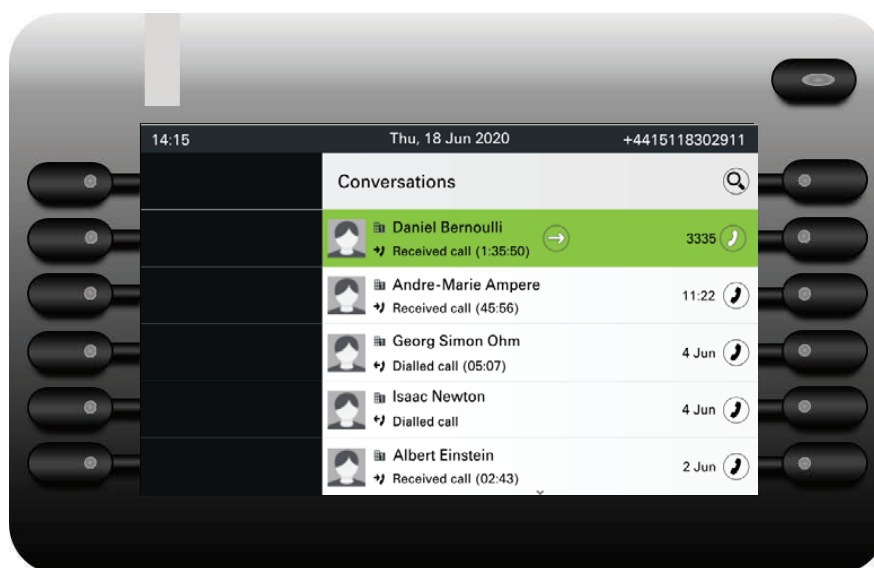 14:15 Thu, 18 Jun 2020 +4415118302911
Conversations
Daniel Bernoulli
Received call (1:35:50) 3335
Andre-Marie Ampere
Received call (45:56) 11:22
Georg Simon Ohm
Dialled call (05:07) 4 Jun
Isaac Newton
Dialled call 4 Jun
Albert Einstein
Received call (02:43) 2 Jun